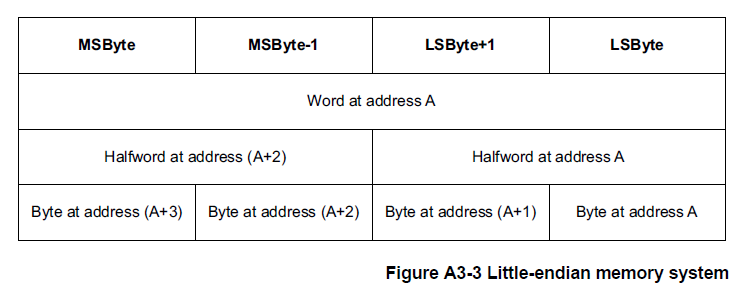 MSByte MSByte-1 LSByte+1 LSByte
Word at address A
Halfword at address (A+2) Halfword at address A
Byte at address (A+3) Byte at address (A+2) Byte at address (A+1) Byte at address A
Figure A3-3 Little-endian memory system